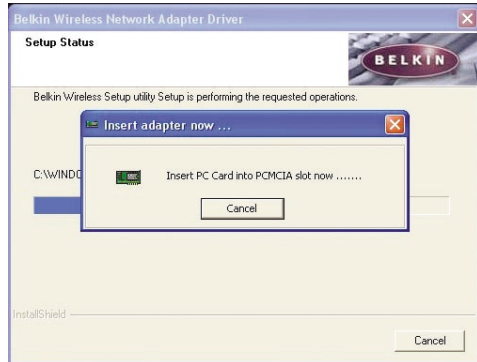 Belkin Wireless Network Adapter Driver
Setup Status
BELKIN
Belkin Wireless Setup utility Setup is performing the requested operations.
Insert adapter now ...
C:\WINDO
Insert PC Card into PCMCIA slot now .......
Cancel
InstallShield
Cancel